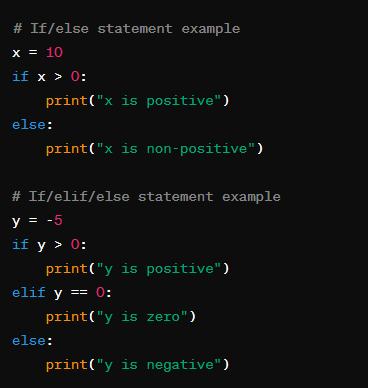 # If/else statement example
x = 10
if x > 0:
    print("x is positive")
else:
    print("x is non-positive")

# If/elif/else statement example
y = -5
if y > 0:
    print("y is positive")
elif y == 0:
    print("y is zero")
else:
    print("y is negative")